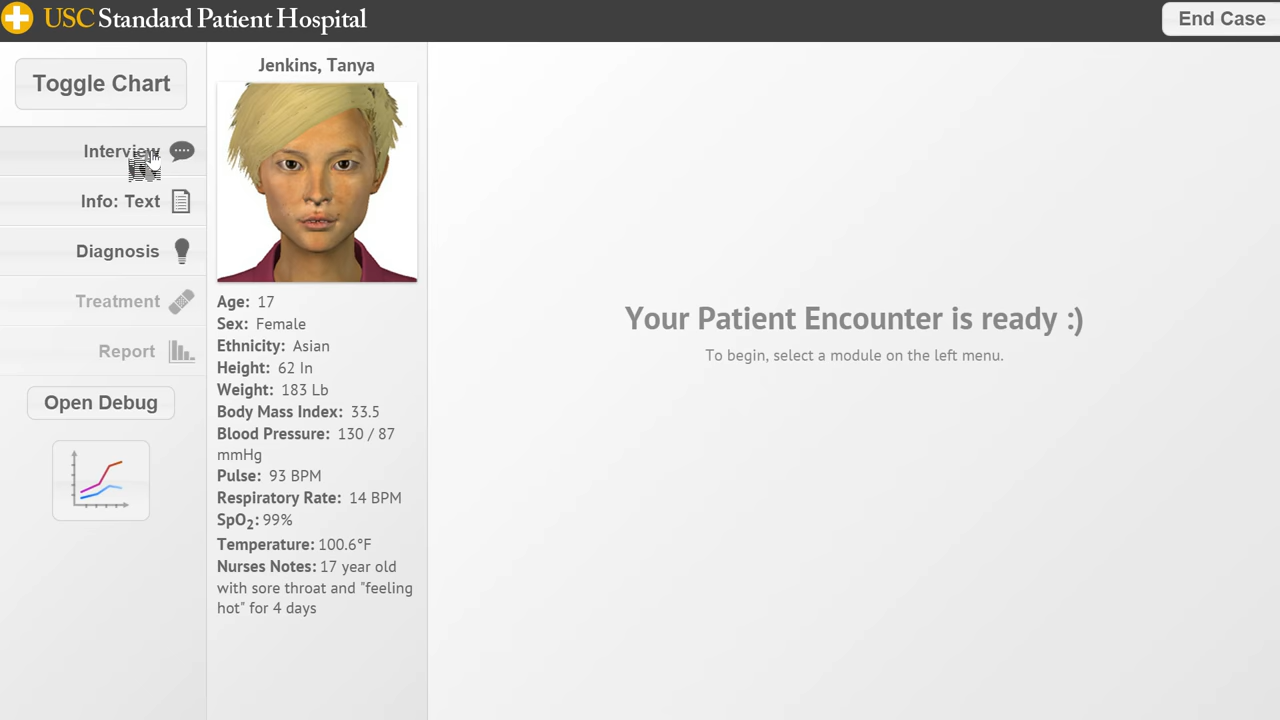 USC Standard Patient Hospital
End Case
Toggle Chart
Interview
Info: Text
Diagnosis
Treatment
Report
Open Debug
Jenkins, Tanya
Age: 17
Sex: Female
Ethnicity: Asian
Height: 62 In
Weight: 183 Lb
Body Mass Index: 33.5
Blood Pressure: 130 / 87
mmHg
Pulse: 93 BPM
Respiratory Rate: 14 BPM
SpO2: 99%
Temperature: 100.6°F
Nurses Notes: 17 year old
with sore throat and "feeling
hot" for 4 days
Your Patient Encounter is ready :)
To begin, select a module on the left menu.